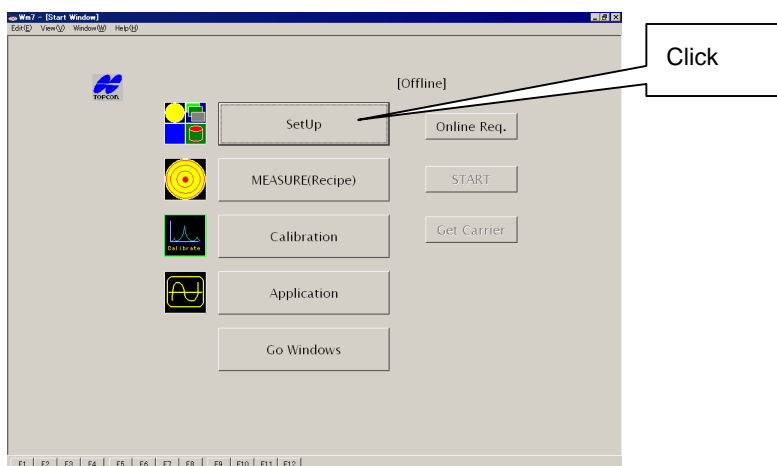 Wm7 - [Start Window]
Edit(E) View(V) Window(W) Help(H)
Click
TOPCON
[Offline]
SetUp
Online Req.
MEASURE(Recipe)
START
Calibrate
Calibration
Get Carrier
Application
Go Windows
F1 F2 F3 F4 F5 F6 F7 F8 F9 F10 F11 F12